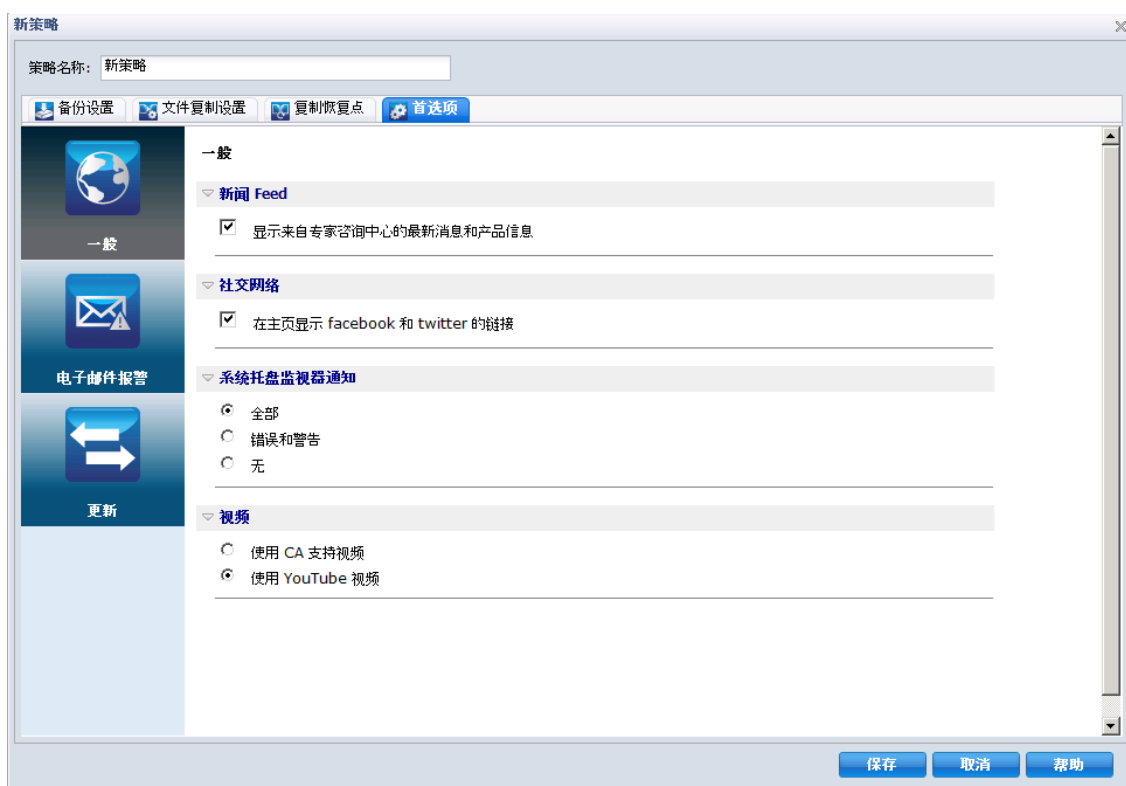 新策略
策略名称: 新策略
备份设置 文件复制设置 复制恢复点 首选项
一般
电子邮件报警
更新
一般
新闻 Feed
显示来自专家咨询中心的最新消息和产品信息
社交网络
在主页显示 facebook 和 twitter 的链接
系统托盘监视器通知
全部
错误和警告
无
视频
使用 CA 支持视频
使用 YouTube 视频
保存 取消 帮助